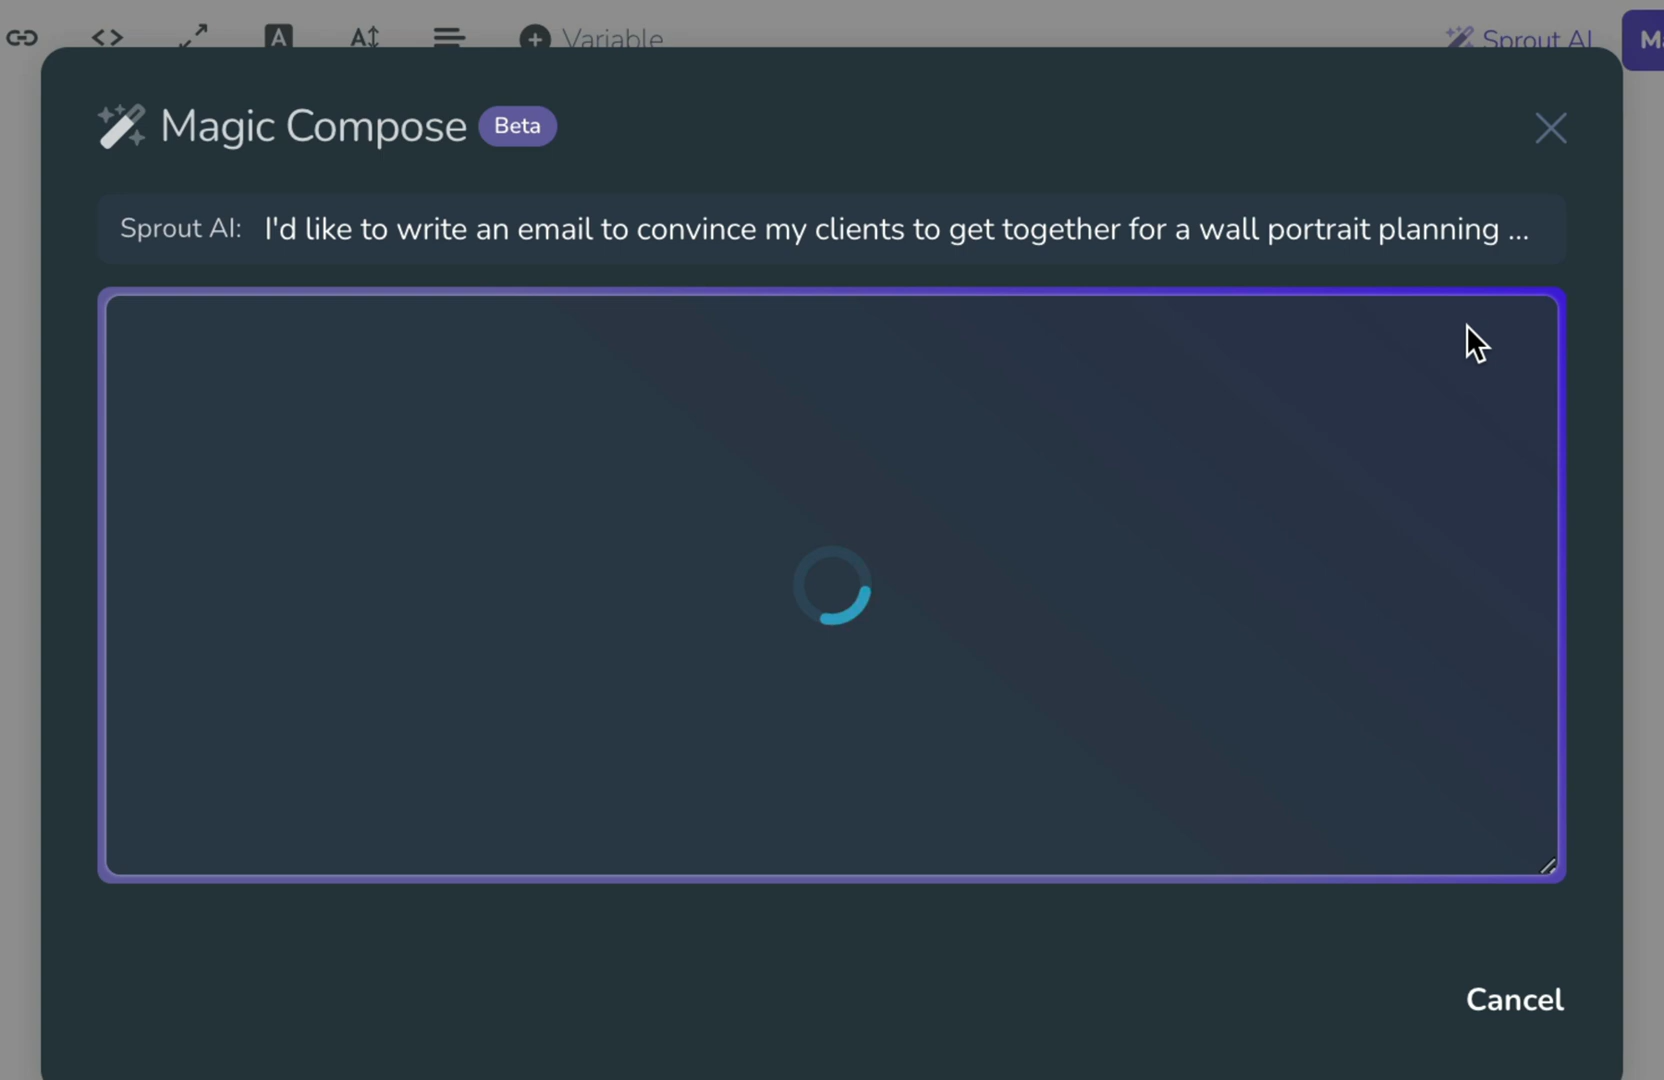 A A Variable Sprout AI
Magic Compose Beta
Sprout AI: I'd like to write an email to convince my clients to get together for a wall portrait planning ...
Cancel